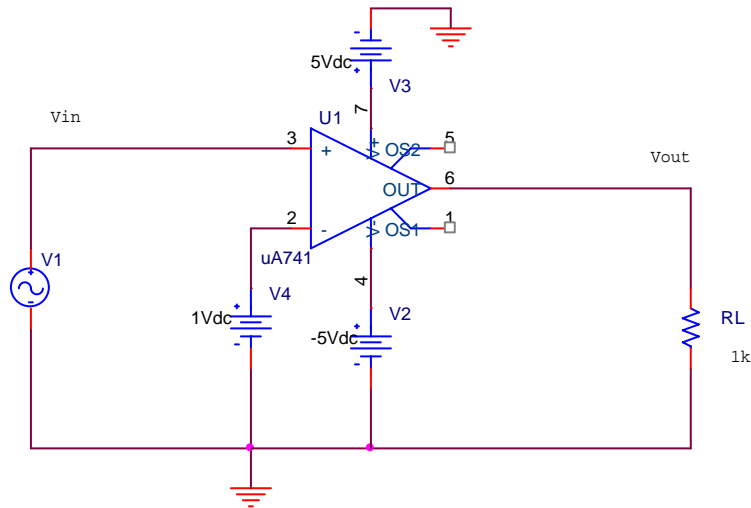 -
5Vdc
+
V3
7
Vin
U1
3
+
V+
OS2
5
Vout
OUT
6
2
-
V-
OS1
1
uA741
V1
+
-
V4
+
1Vdc
-
4
V2
+
-5Vdc
-
RL
1k